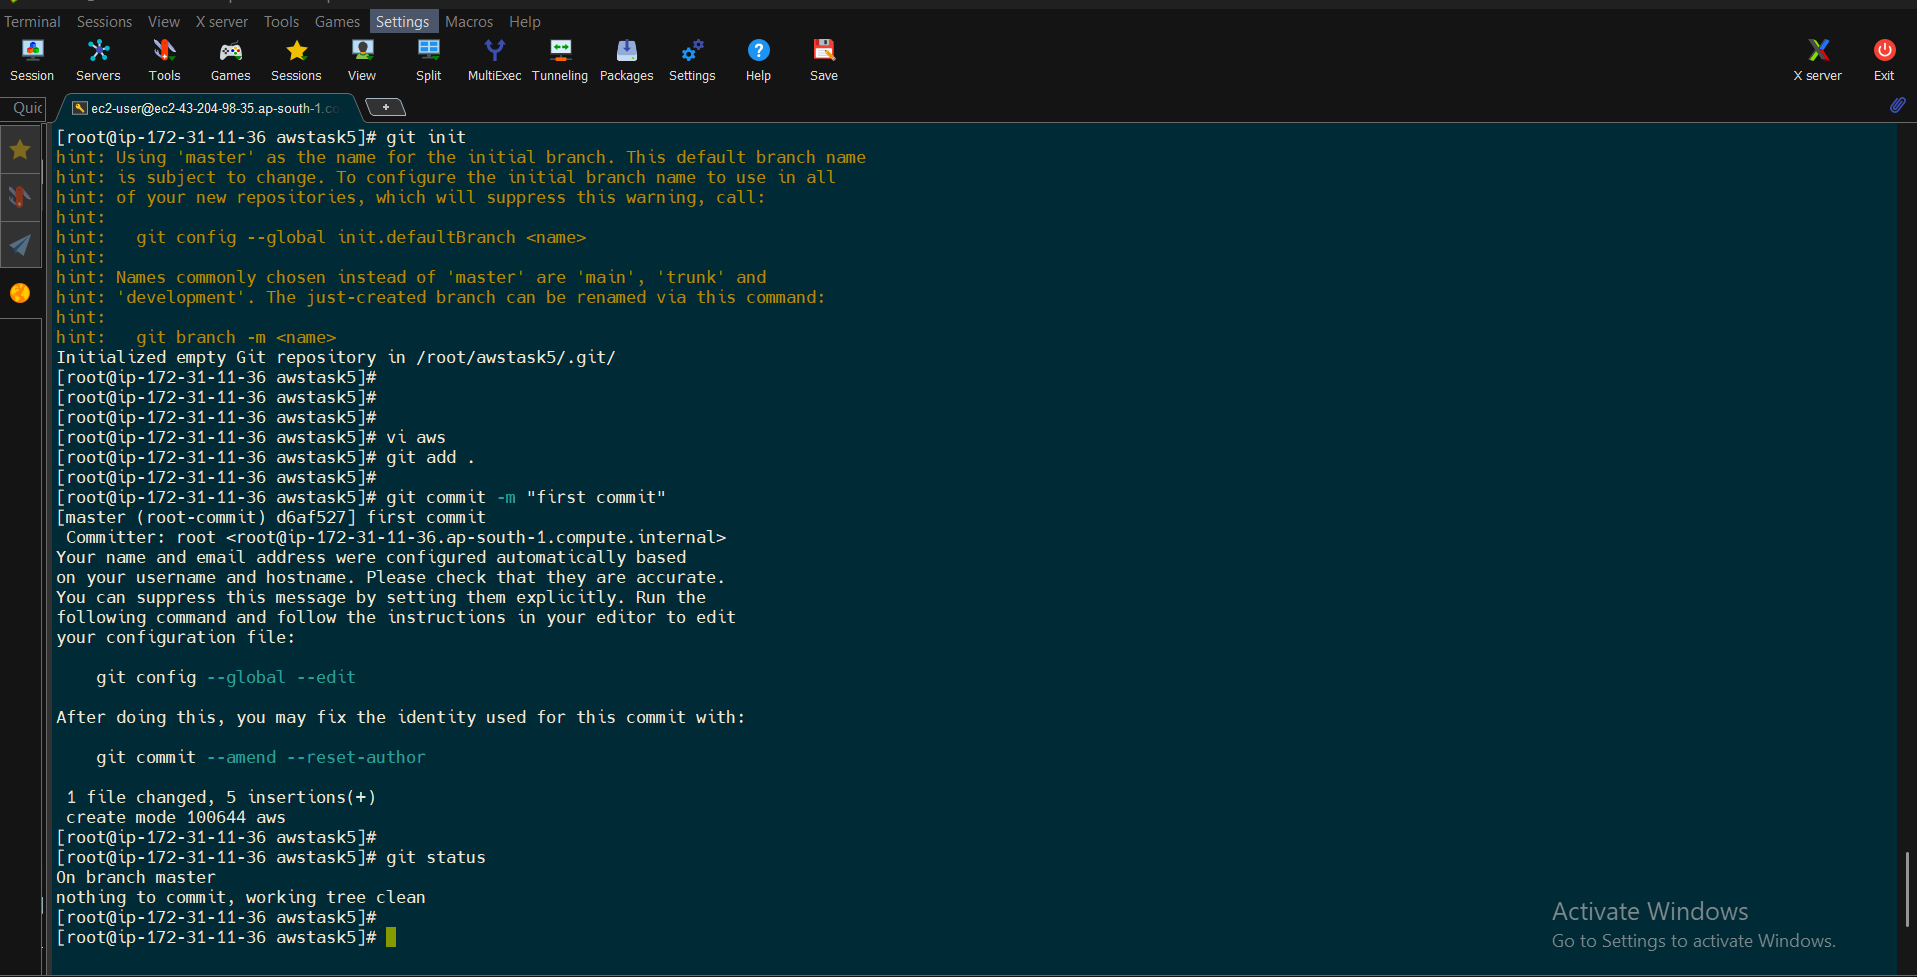 Terminal Sessions View X server Tools Games Settings Macros Help
Session Servers Tools Games Sessions View Split MultiExec Tunneling Packages Settings Help Save X server Exit
Quic ec2-user@ec2-43-204-98-35.ap-south-1.co +
[root@ip-172-31-11-36 awstask5]# git init
hint: Using 'master' as the name for the initial branch. This default branch name
hint: is subject to change. To configure the initial branch name to use in all
hint: of your new repositories, which will suppress this warning, call:
hint:
hint:   git config --global init.defaultBranch <name>
hint:
hint: Names commonly chosen instead of 'master' are 'main', 'trunk' and
hint: 'development'. The just-created branch can be renamed via this command:
hint:
hint:   git branch -m <name>
Initialized empty Git repository in /root/awstask5/.git/
[root@ip-172-31-11-36 awstask5]#
[root@ip-172-31-11-36 awstask5]#
[root@ip-172-31-11-36 awstask5]#
[root@ip-172-31-11-36 awstask5]# vi aws
[root@ip-172-31-11-36 awstask5]# git add .
[root@ip-172-31-11-36 awstask5]#
[root@ip-172-31-11-36 awstask5]# git commit -m "first commit"
[master (root-commit) d6af527] first commit
 Committer: root <root@ip-172-31-11-36.ap-south-1.compute.internal>
Your name and email address were configured automatically based
on your username and hostname. Please check that they are accurate.
You can suppress this message by setting them explicitly. Run the
following command and follow the instructions in your editor to edit
your configuration file:

    git config --global --edit

After doing this, you may fix the identity used for this commit with:

    git commit --amend --reset-author

 1 file changed, 5 insertions(+)
 create mode 100644 aws
[root@ip-172-31-11-36 awstask5]#
[root@ip-172-31-11-36 awstask5]# git status
On branch master
nothing to commit, working tree clean
[root@ip-172-31-11-36 awstask5]#
[root@ip-172-31-11-36 awstask5]#
Activate Windows
Go to Settings to activate Windows.